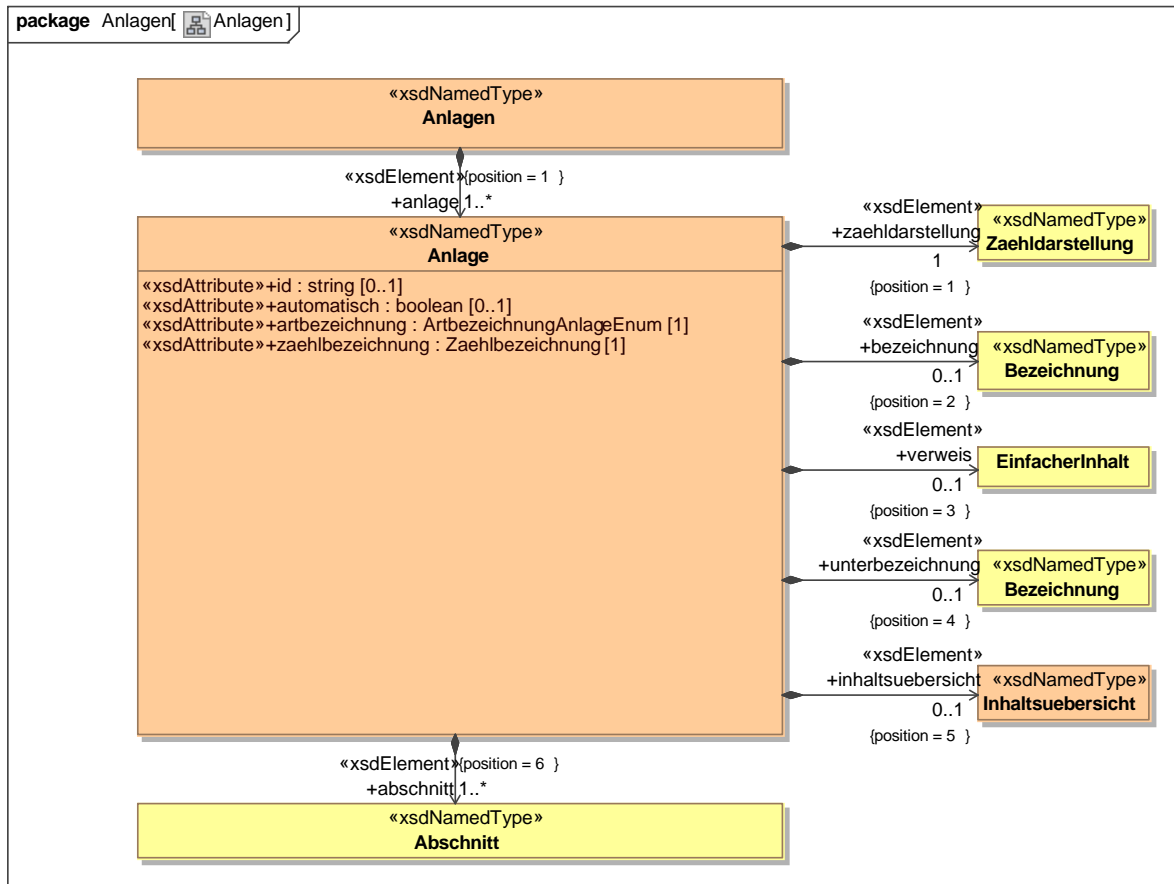 package Anlagen[ Anlagen ]
«xsdNamedType»
Anlagen
«xsdElement» {position = 1 }
+anlage 1..*
«xsdNamedType»
Anlage
«xsdAttribute»+id : string [0..1]
«xsdAttribute»+automatisch : boolean [0..1]
«xsdAttribute»+artbezeichnung : ArtbezeichnungAnlageEnum [1]
«xsdAttribute»+zaehlbezeichnung : Zaehlbezeichnung [1]
«xsdElement»
+zaehldarstellung
1
{position = 1 }
«xsdNamedType»
Zaehldarstellung
«xsdElement»
+bezeichnung
0..1
{position = 2 }
«xsdNamedType»
Bezeichnung
«xsdElement»
+verweis
0..1
{position = 3 }
EinfacherInhalt
«xsdElement»
+unterbezeichnung
0..1
{position = 4 }
«xsdNamedType»
Bezeichnung
«xsdElement»
+inhaltsuebersicht
0..1
{position = 5 }
«xsdNamedType»
Inhaltsuebersicht
«xsdElement» {position = 6 }
+abschnitt 1..*
«xsdNamedType»
Abschnitt